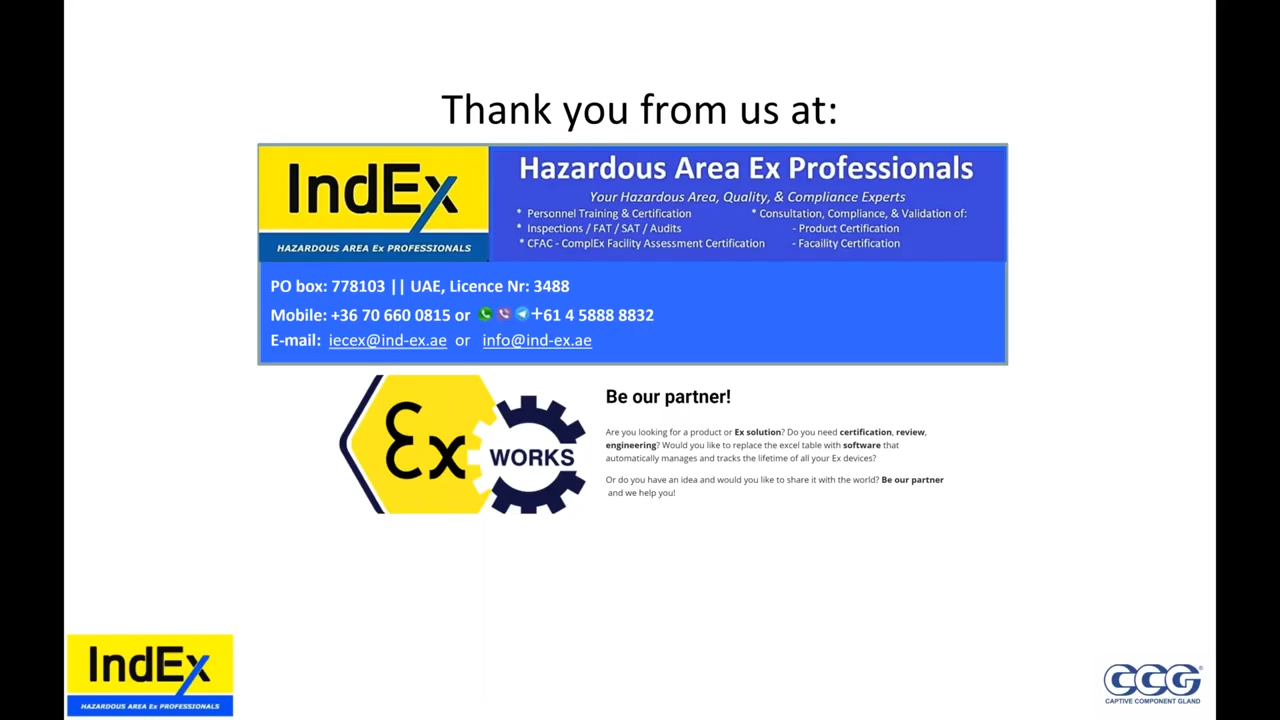 Thank you from us at:
IndEx
HAZARDOUS AREA Ex PROFESSIONALS
Hazardous Area Ex Professionals
Your Hazardous Area, Quality, & Compliance Experts
* Personnel Training & Certification
* Inspections / FAT / SAT / Audits
* CFAC - ComplEx Facility Assessment Certification
* Consultation, Compliance, & Validation of:
- Product Certification
- Facaility Certification
PO box: 778103 || UAE, Licence Nr: 3488
Mobile: +36 70 660 0815 or +61 4 5888 8832
E-mail: iecex@ind-ex.ae or info@ind-ex.ae
Ex WORKS
Be our partner!
Are you looking for a product or Ex solution? Do you need certification, review,
engineering? Would you like to replace the excel table with software that
automatically manages and tracks the lifetime of all your Ex devices?
Or do you have an idea and would you like to share it with the world? Be our partner
and we help you!
IndEx
HAZARDOUS AREA Ex PROFESSIONALS
CCG®
CAPTIVE COMPONENT GLAND